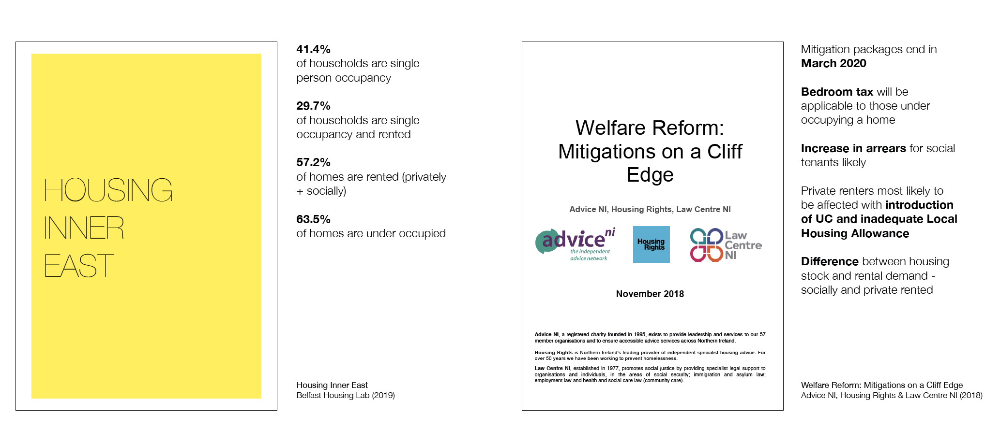 HOUSING
INNER
EAST
41.4%
of households are single
person occupancy
29.7%
of households are single
occupancy and rented
57.2%
of homes are rented (privately
+ socially)
63.5%
of homes are under occupied
Housing Inner East
Belfast Housing Lab (2019)
Welfare Reform:
Mitigations on a Cliff
Edge
Advice NI, Housing Rights, Law Centre NI
advice ni
the independent
advice network
Housing
Rights
Law
Centre
NI
November 2018
Advice NI, a registered charity founded in 1995, exists to provide leadership and services to our 57
member organisations and to ensure accessible advice services across Northern Ireland.
Housing Rights is Northern Ireland's leading provider of independent specialist housing advice. For
over 50 years we have been working to prevent homelessness.
Law Centre NI, established in 1977, promotes social justice by providing specialist legal support to
organisations and individuals, in the areas of social security; immigration and asylum law;
employment law and health and social care law (community care).
Mitigation packages end in
March 2020
Bedroom tax will be
applicable to those under
occupying a home
Increase in arrears for social
tenants likely
Private renters most likely to
be affected with introduction
of UC and inadequate Local
Housing Allowance
Difference between housing
stock and rental demand -
socially and private rented
Welfare Reform: Mitigations on a Cliff Edge
Advice NI, Housing Rights & Law Centre NI (2018)